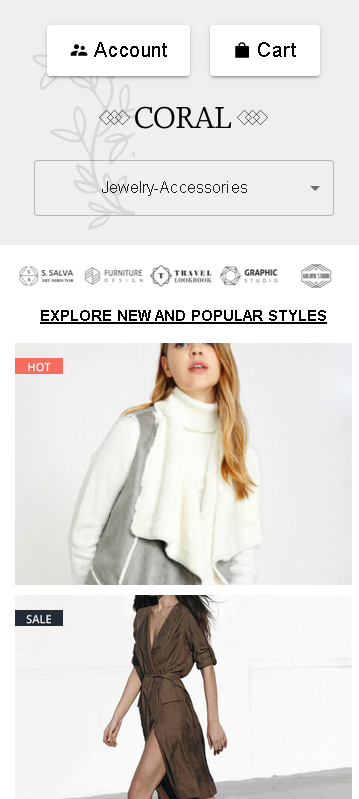 Account
Cart
CORAL
Jewelry-Accessories
S. SALVA
ART DIRECTOR
FURNITURE
DESIGN
TRAVEL
LOOKBOOK
GRAPHIC
STUDIO
EXPLORE NEW AND POPULAR STYLES
HOT
SALE